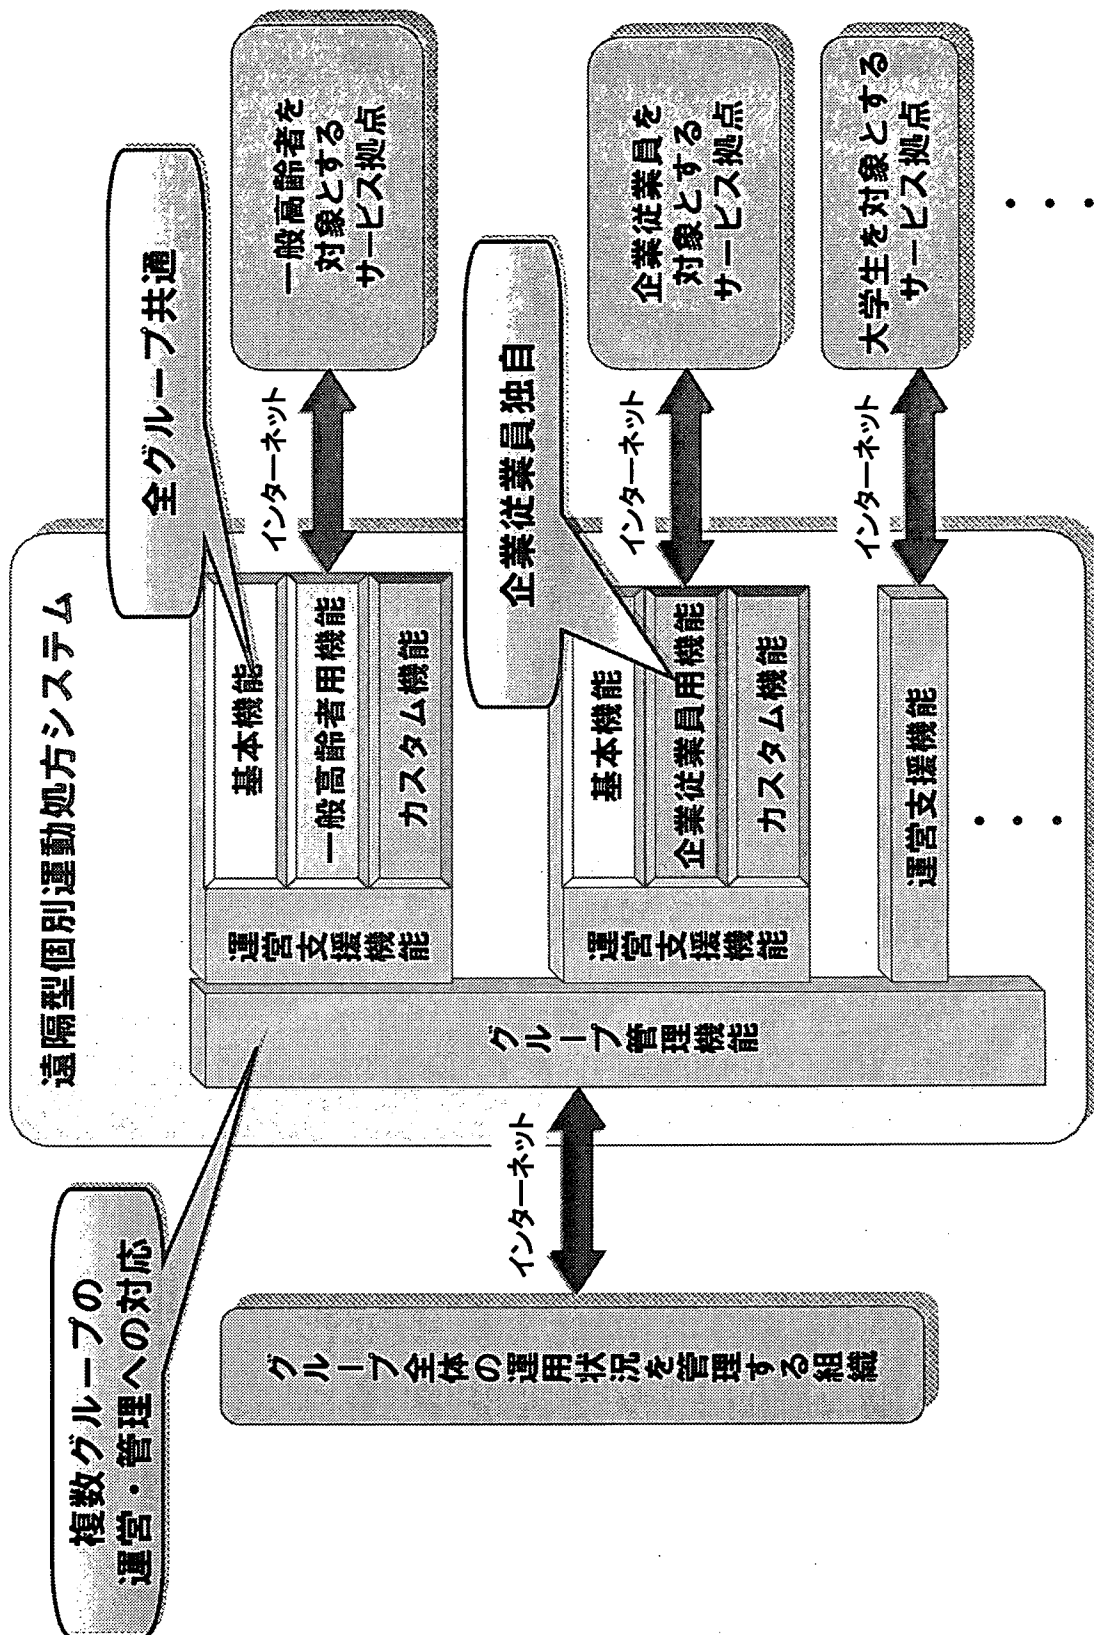 遠隔型個別運動処方システム
複数グループの
運営・管理への対応
全グループ共通
グループ全体の運用状況を管理する組織
インターネット
グループ管理機能
運営支援機能
基本機能
一般高齢者用機能
カスタム機能
インターネット
一般高齢者を
対象とする
サービス拠点
企業従業員独自
運営支援機能
基本機能
企業従業員用機能
カスタム機能
インターネット
企業従業員を
対象とする
サービス拠点
運営支援機能
インターネット
大学生を対象とする
サービス拠点
・・・
・・・